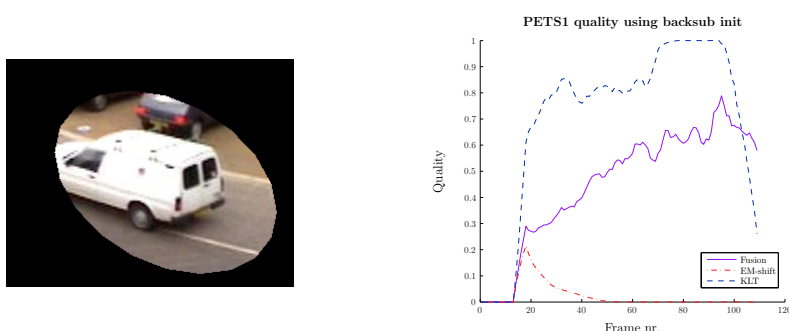 PETS1 quality using backsub init
1
0.9
0.8
0.7
0.6
0.5
0.4
0.3
0.2
0.1
0
Quality
Fusion
EM-shift
KLT
0 20 40 60 80 100 120
Frame nr.